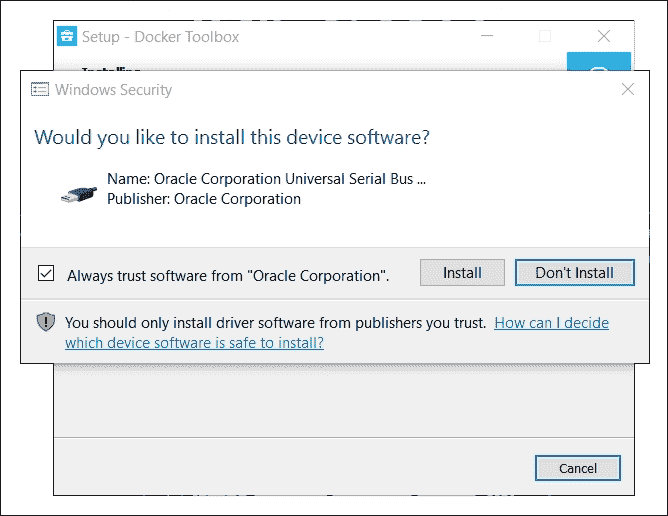 Setup - Docker Toolbox
Installing
Windows Security
Would you like to install this device software?
Name: Oracle Corporation Universal Serial Bus ...
Publisher: Oracle Corporation
Always trust software from "Oracle Corporation".
Install
Don't Install
You should only install driver software from publishers you trust. How can I decide
which device software is safe to install?
Cancel